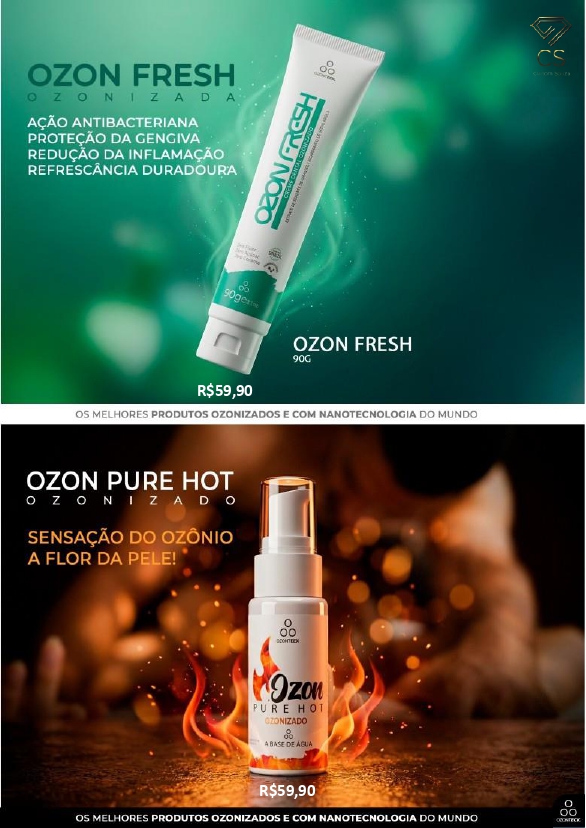 OZON FRESH
OZONIZADA
AÇÃO ANTIBACTERIANA
PROTEÇÃO DA GENGIVA
REDUÇÃO DA INFLAMAÇÃO
REFRESCÂNCIA DURADOURA
CS
OZONTECK
OZON FRESH
90g
OZON FRESH
90G
R$59,90
OS MELHORES PRODUTOS OZONIZADOS E COM NANOTECNOLOGIA DO MUNDO
OZON PURE HOT
OZONIZADO
SENSAÇÃO DO OZÔNIO
A FLOR DA PELE!
OZONTECK
Ozon
PURE HOT
OZONIZADO
A BASE DE ÁGUA
R$59,90
OS MELHORES PRODUTOS OZONIZADOS E COM NANOTECNOLOGIA DO MUNDO
OZONTECK